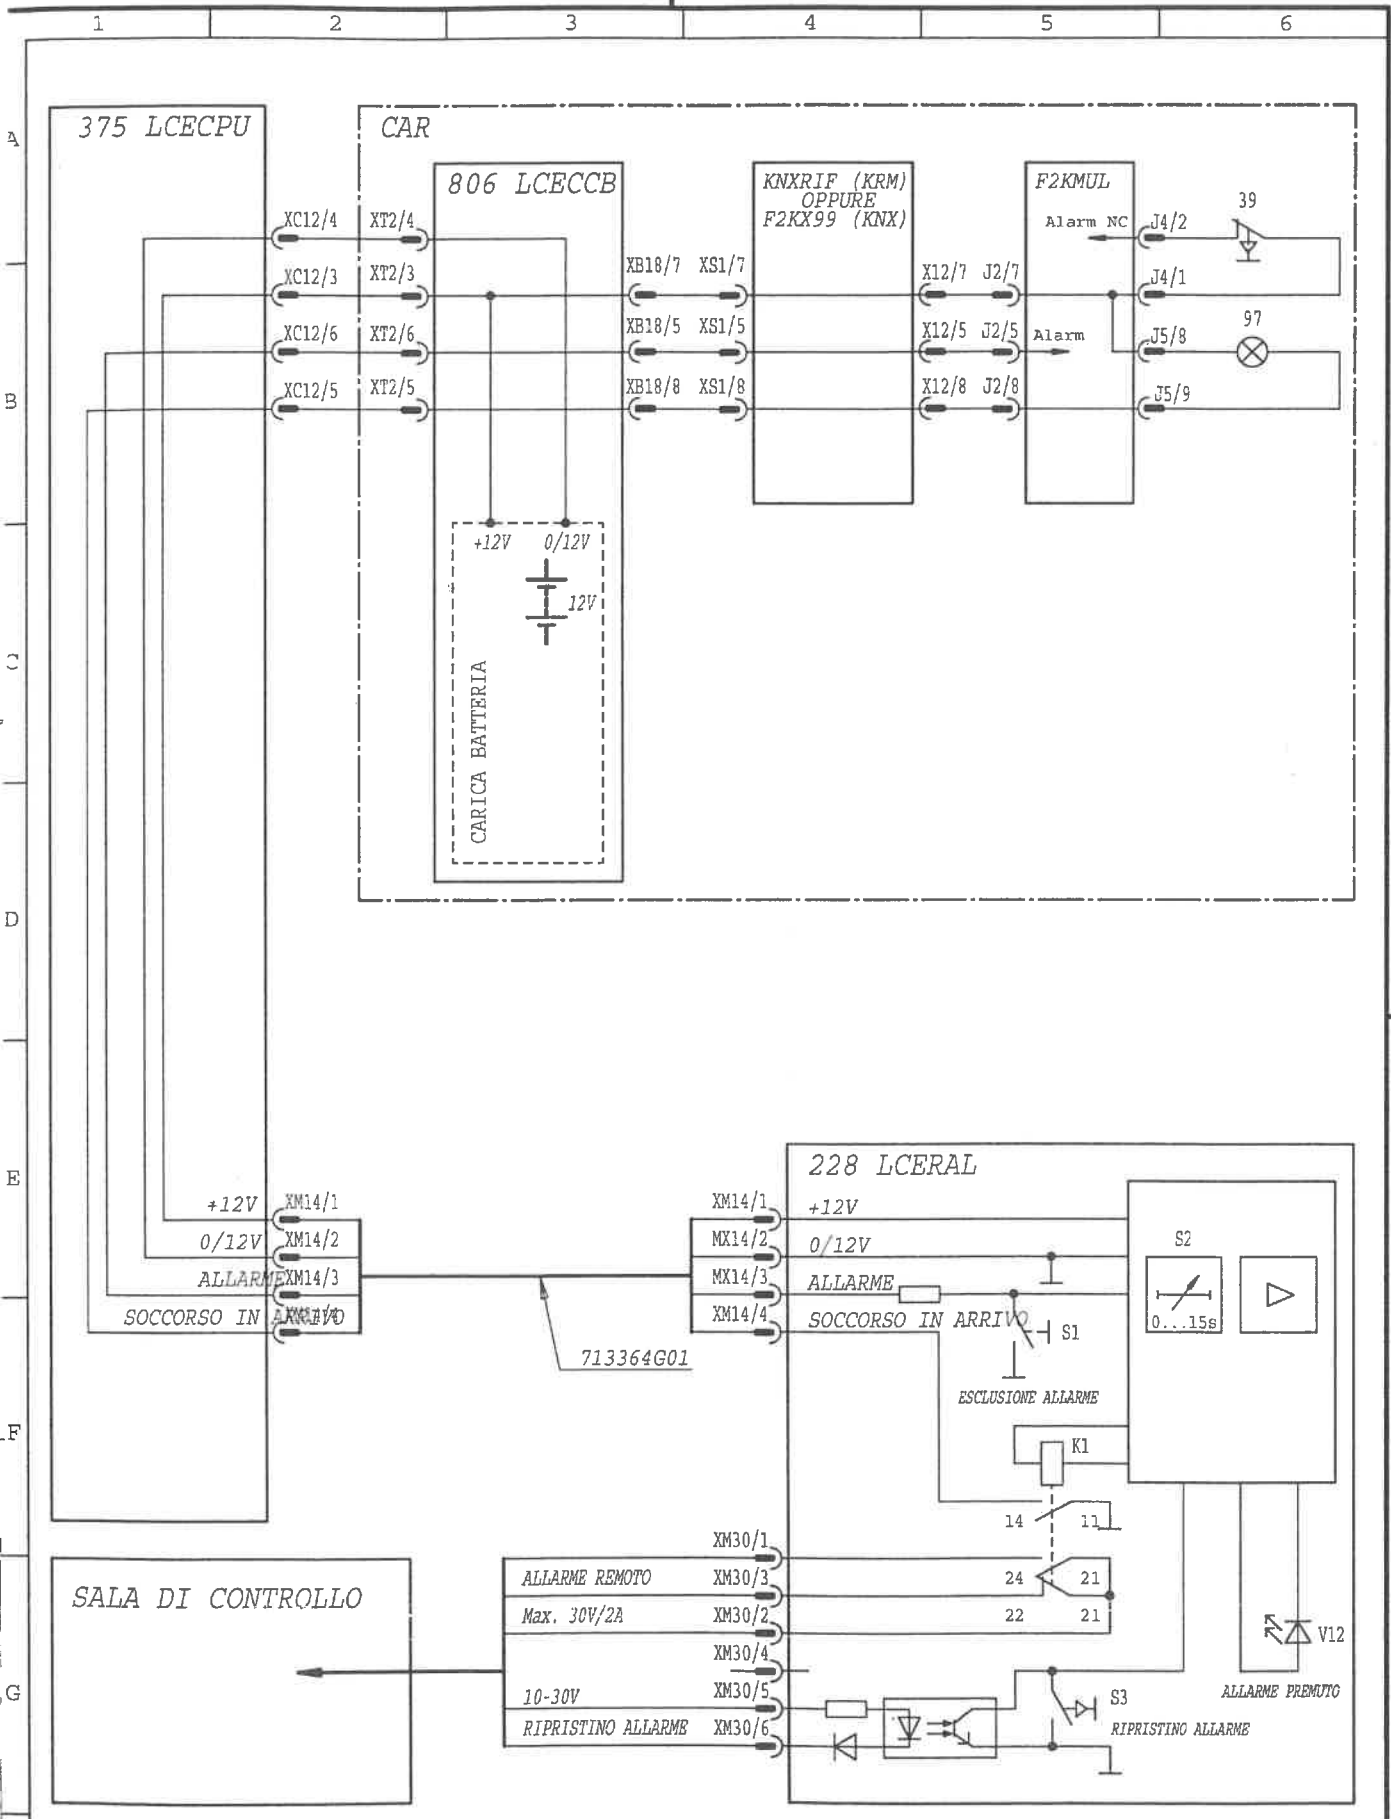 1 2 3 4 5 6
A
375 LCECPU
CAR
806 LCECCB
KNXRIF (KRM)
OPPURE
F2KX99 (KNX)
F2KMUL
39
XC12/4 XT2/4
Alarm NC
J4/2
XC12/3 XT2/3
XB18/7 XS1/7
X12/7 J2/7
J4/1
XC12/6 XT2/6
XB18/5 XS1/5
X12/5 J2/5
Alarm
J5/8
97
B
XC12/5 XT2/5
XB18/8 XS1/8
X12/8 J2/8
J5/9
+12V 0/12V
12V
C
CARICA BATTERIA
D
E
228 LCERAL
+12V XM14/1
XM14/1 +12V
0/12V XM14/2
MX14/2 0/12V
S2
ALLARME XM14/3
MX14/3 ALLARME
SOCCORSO IN ARRIVO
XM14/4 SOCCORSO IN ARRIVO
S1
0...15s
713364G01
ESCLUSIONE ALLARME
F
K1
14 11
XM30/1
SALA DI CONTROLLO
ALLARME REMOTO XM30/3
24 21
Max. 30V/2A XM30/2
22 21
V12
XM30/4
G
10-30V XM30/5
S3
ALLARME PREMUTO
RIPRISTINO ALLARME XM30/6
RIPRISTINO ALLARME